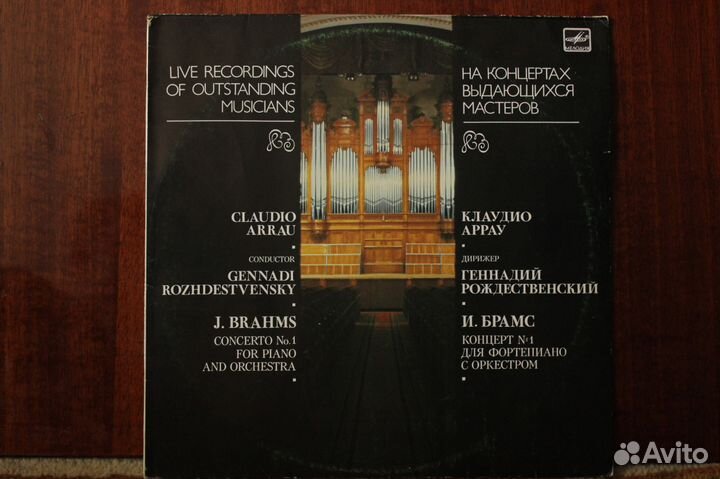 LIVE RECORDINGS
OF OUTSTANDING
MUSICIANS
CLAUDIO
ARRAU
CONDUCTOR
GENNADI
ROZHDESTVENSKY
J. BRAHMS
CONCERTO No.1
FOR PIANO
AND ORCHESTRA
МЕЛОДИЯ
НА КОНЦЕРТАХ
ВЫДАЮЩИХСЯ
МАСТЕРОВ
КЛАУДИО
АРРАУ
ДИРИЖЕР
ГЕННАДИЙ
РОЖДЕСТВЕНСКИЙ
И. БРАМС
КОНЦЕРТ №1
ДЛЯ ФОРТЕПИАНО
С ОРКЕСТРОМ
Avito